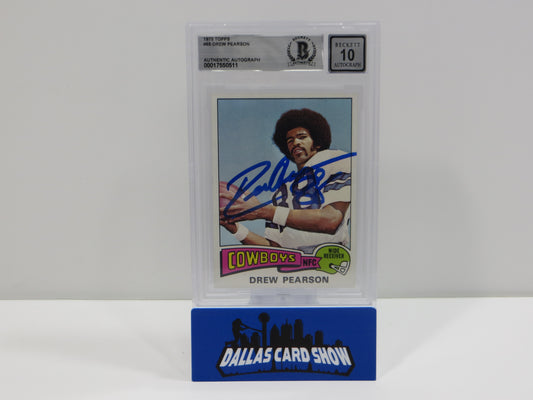 1975 TOPPS
#65 DREW PEARSON
AUTHENTIC AUTOGRAPH
00017550511
BECKETT
10
AUTOGRAPH
COWBOYS
NFC
WIDE
RECEIVER
DREW PEARSON
DALLAS CARD SHOW